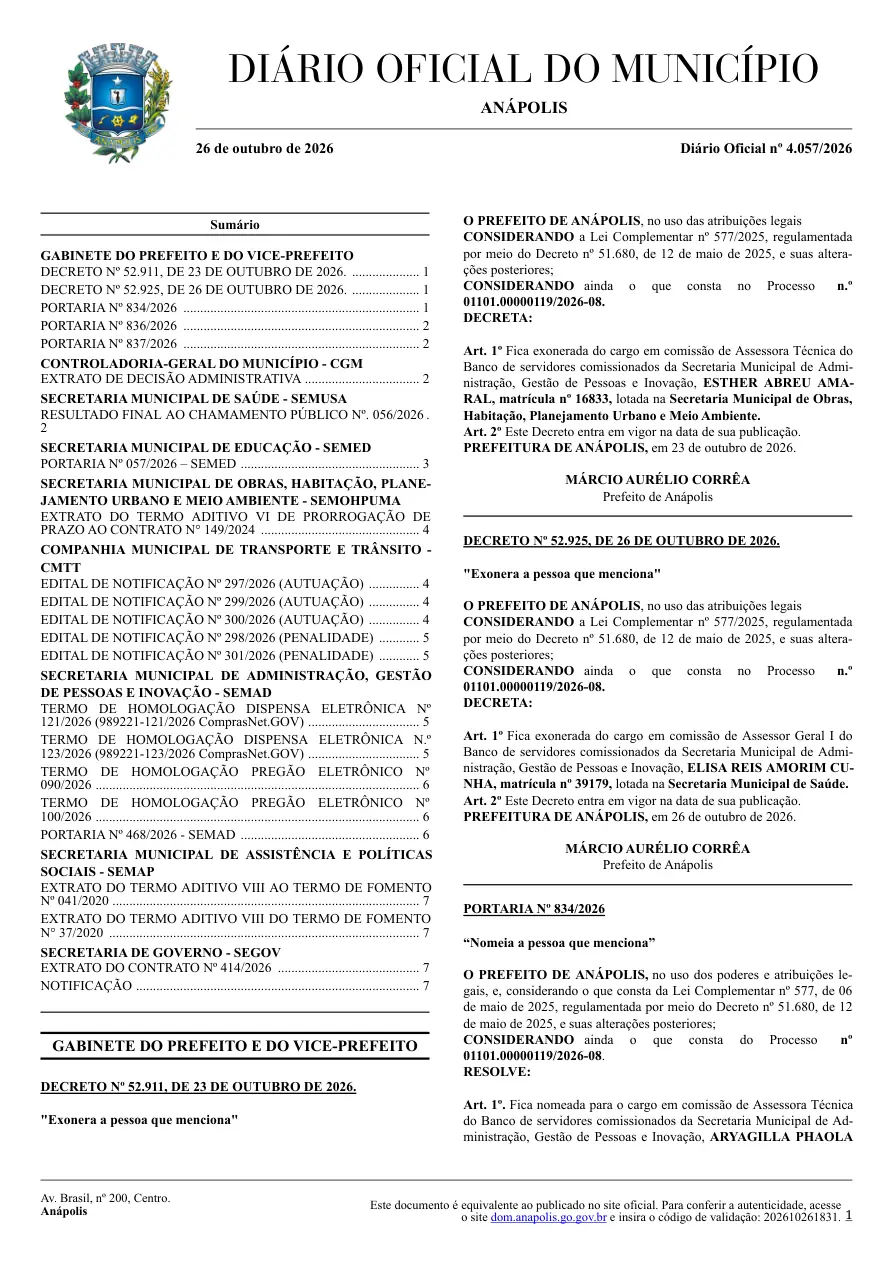 DIÁRIO OFICIAL DO MUNICÍPIO
ANÁPOLIS
26 de outubro de 2026
Diário Oficial nº 4.057/2026
ANÁPOLIS
Sumário
GABINETE DO PREFEITO E DO VICE-PREFEITO
DECRETO Nº 52.911, DE 23 DE OUTUBRO DE 2026. .................... 1
DECRETO Nº 52.925, DE 26 DE OUTUBRO DE 2026. .................... 1
PORTARIA Nº 834/2026 ....................................................................... 1
PORTARIA Nº 836/2026 ....................................................................... 2
PORTARIA Nº 837/2026 ....................................................................... 2
CONTROLADORIA-GERAL DO MUNICÍPIO - CGM
EXTRATO DE DECISÃO ADMINISTRATIVA .................................. 2
SECRETARIA MUNICIPAL DE SAÚDE - SEMUSA
RESULTADO FINAL AO CHAMAMENTO PÚBLICO Nº. 056/2026 .
2
SECRETARIA MUNICIPAL DE EDUCAÇÃO - SEMED
PORTARIA Nº 057/2026 – SEMED ...................................................... 3
SECRETARIA MUNICIPAL DE OBRAS, HABITAÇÃO, PLANE-
JAMENTO URBANO E MEIO AMBIENTE - SEMOHPUMA
EXTRATO DO TERMO ADITIVO VI DE PRORROGAÇÃO DE
PRAZO AO CONTRATO N° 149/2024 ................................................ 4
COMPANHIA MUNICIPAL DE TRANSPORTE E TRÂNSITO -
CMTT
EDITAL DE NOTIFICAÇÃO Nº 297/2026 (AUTUAÇÃO) ............... 4
EDITAL DE NOTIFICAÇÃO Nº 299/2026 (AUTUAÇÃO) ............... 4
EDITAL DE NOTIFICAÇÃO Nº 300/2026 (AUTUAÇÃO) ............... 4
EDITAL DE NOTIFICAÇÃO Nº 298/2026 (PENALIDADE) ............ 5
EDITAL DE NOTIFICAÇÃO Nº 301/2026 (PENALIDADE) ............ 5
SECRETARIA MUNICIPAL DE ADMINISTRAÇÃO, GESTÃO
DE PESSOAS E INOVAÇÃO - SEMAD
TERMO DE HOMOLOGAÇÃO DISPENSA ELETRÔNICA Nº
121/2026 (989221-121/2026 ComprasNet.GOV) ................................. 5
TERMO DE HOMOLOGAÇÃO DISPENSA ELETRÔNICA N.º
123/2026 (989221-123/2026 ComprasNet.GOV) ................................. 5
TERMO DE HOMOLOGAÇÃO PREGÃO ELETRÔNICO Nº
090/2026 ................................................................................................. 6
TERMO DE HOMOLOGAÇÃO PREGÃO ELETRÔNICO Nº
100/2026 ................................................................................................. 6
PORTARIA Nº 468/2026 - SEMAD ...................................................... 6
SECRETARIA MUNICIPAL DE ASSISTÊNCIA E POLÍTICAS
SOCIAIS - SEMAP
EXTRATO DO TERMO ADITIVO VIII AO TERMO DE FOMENTO
Nº 041/2020 ............................................................................................ 7
EXTRATO DO TERMO ADITIVO VIII DO TERMO DE FOMENTO
N° 37/2020 ............................................................................................. 7
SECRETARIA DE GOVERNO - SEGOV
EXTRATO DO CONTRATO Nº 414/2026 ........................................... 7
NOTIFICAÇÃO ..................................................................................... 7
GABINETE DO PREFEITO E DO VICE-PREFEITO
DECRETO Nº 52.911, DE 23 DE OUTUBRO DE 2026.
"Exonera a pessoa que menciona"
O PREFEITO DE ANÁPOLIS, no uso das atribuições legais
CONSIDERANDO a Lei Complementar nº 577/2025, regulamentada
por meio do Decreto nº 51.680, de 12 de maio de 2025, e suas altera-
ções posteriores;
CONSIDERANDO ainda o que consta no Processo n.º
01101.00000119/2026-08.
DECRETA:
Art. 1º Fica exonerada do cargo em comissão de Assessora Técnica do
Banco de servidores comissionados da Secretaria Municipal de Admi-
nistração, Gestão de Pessoas e Inovação, ESTHER ABREU AMA-
RAL, matrícula nº 16833, lotada na Secretaria Municipal de Obras,
Habitação, Planejamento Urbano e Meio Ambiente.
Art. 2º Este Decreto entra em vigor na data de sua publicação.
PREFEITURA DE ANÁPOLIS, em 23 de outubro de 2026.
MÁRCIO AURÉLIO CORRÊA
Prefeito de Anápolis
DECRETO Nº 52.925, DE 26 DE OUTUBRO DE 2026.
"Exonera a pessoa que menciona"
O PREFEITO DE ANÁPOLIS, no uso das atribuições legais
CONSIDERANDO a Lei Complementar nº 577/2025, regulamentada
por meio do Decreto nº 51.680, de 12 de maio de 2025, e suas altera-
ções posteriores;
CONSIDERANDO ainda o que consta no Processo n.º
01101.00000119/2026-08.
DECRETA:
Art. 1º Fica exonerada do cargo em comissão de Assessor Geral I do
Banco de servidores comissionados da Secretaria Municipal de Admi-
nistração, Gestão de Pessoas e Inovação, ELISA REIS AMORIM CU-
NHA, matrícula nº 39179, lotada na Secretaria Municipal de Saúde.
Art. 2º Este Decreto entra em vigor na data de sua publicação.
PREFEITURA DE ANÁPOLIS, em 26 de outubro de 2026.
MÁRCIO AURÉLIO CORRÊA
Prefeito de Anápolis
PORTARIA Nº 834/2026
“Nomeia a pessoa que menciona”
O PREFEITO DE ANÁPOLIS, no uso dos poderes e atribuições le-
gais, e, considerando o que consta da Lei Complementar nº 577, de 06
de maio de 2025, regulamentada por meio do Decreto nº 51.680, de 12
de maio de 2025, e suas alterações posteriores;
CONSIDERANDO ainda o que consta do Processo nº
01101.00000119/2026-08.
RESOLVE:
Art. 1º. Fica nomeada para o cargo em comissão de Assessora Técnica
do Banco de servidores comissionados da Secretaria Municipal de Ad-
ministração, Gestão de Pessoas e Inovação, ARYAGILLA PHAOLA
Av. Brasil, nº 200, Centro.
Anápolis
Este documento é equivalente ao publicado no site oficial. Para conferir a autenticidade, acesse
o site dom.anapolis.go.gov.br e insira o código de validação: 202610261831. 1